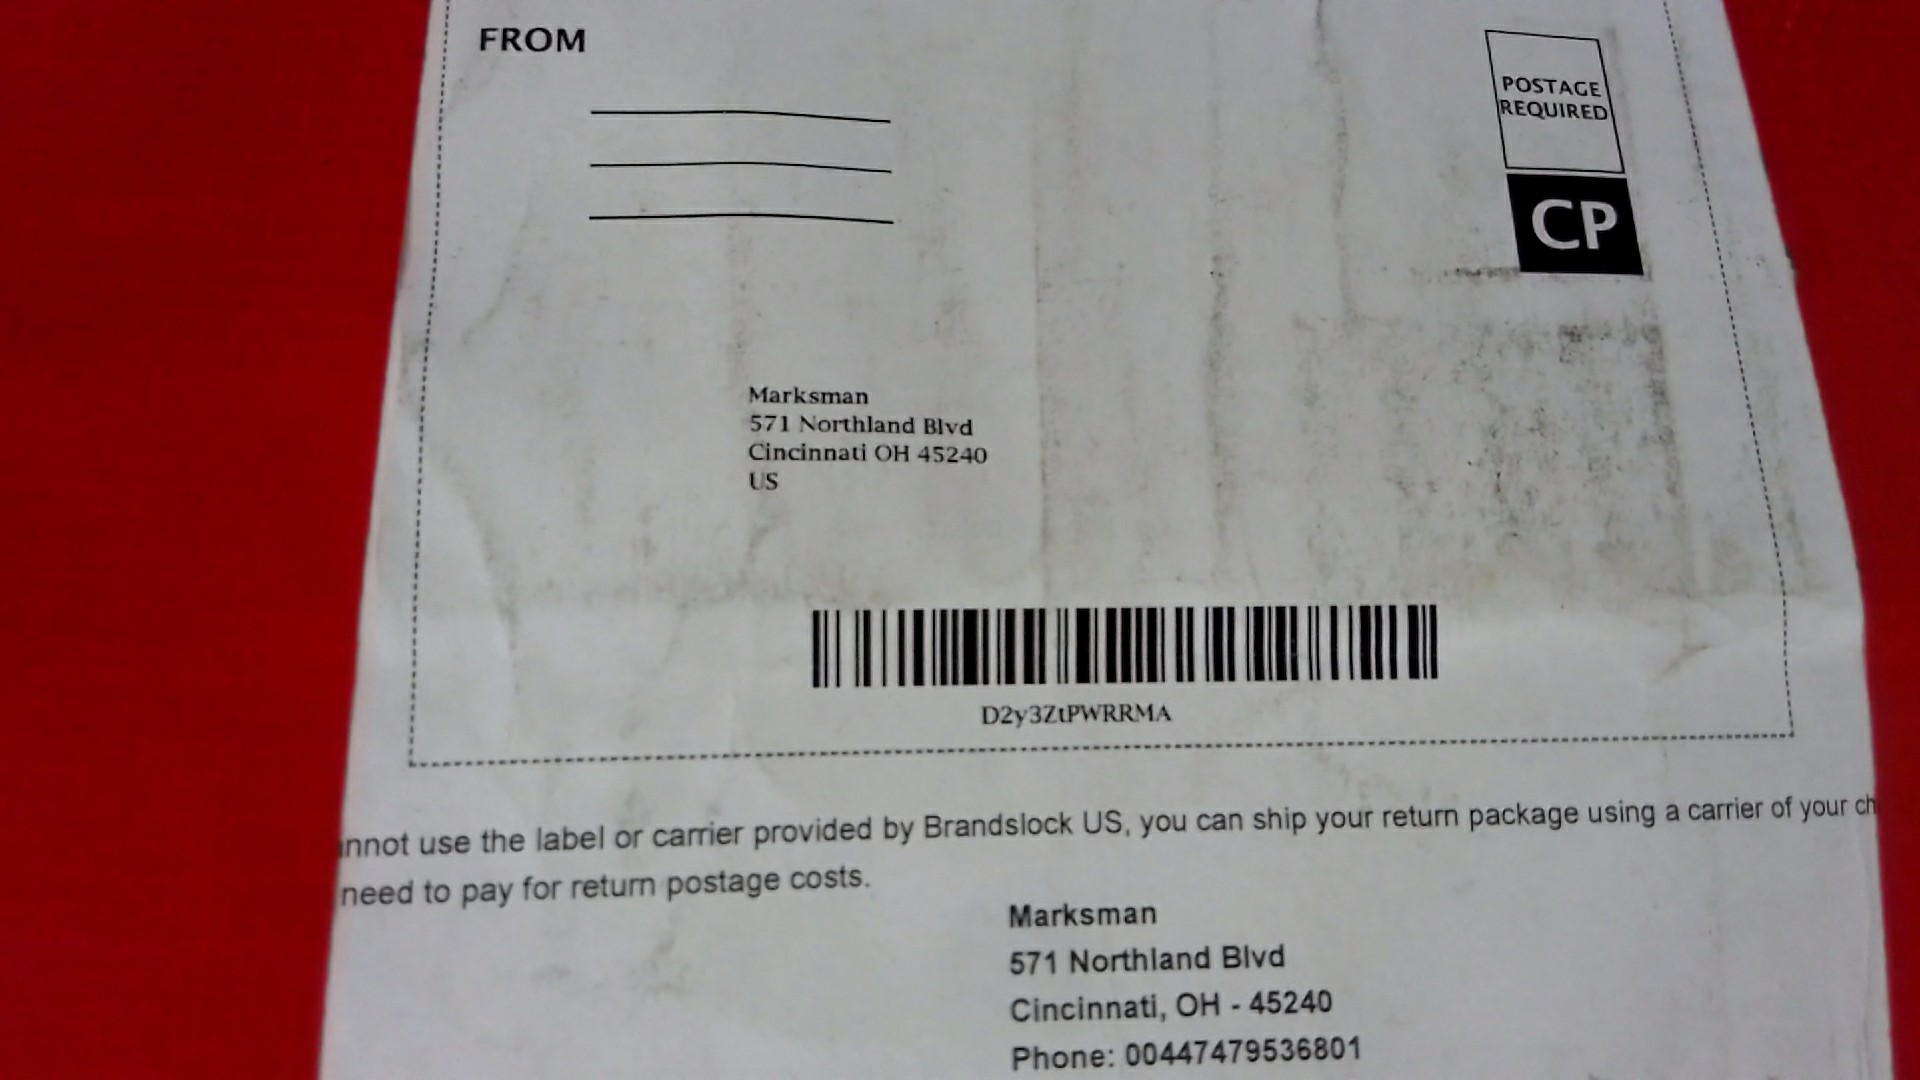 FROM
POSTAGE
REQUIRED
CP
Marksman
571 Northland Blvd
Cincinnati OH 45240
US
D2y3ZtPWRRMA
nnot use the label or carrier provided by Brandslock US, you can ship your return package using a carrier of your ch
need to pay for return postage costs.
Marksman
571 Northland Blvd
Cincinnati, OH - 45240
Phone: 00447479536801